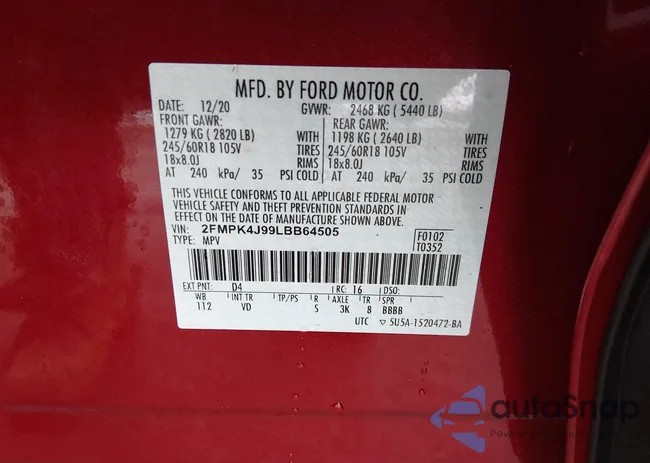 MFD. BY FORD MOTOR CO.
DATE: 12/20 GVWR: 2468 KG ( 5440 LB)
FRONT GAWR: REAR GAWR:
1279 KG ( 2820 LB) WITH 1198 KG ( 2640 LB) WITH
245/60R18 105V TIRES 245/60R18 105V TIRES
18x8.0J RIMS 18x8.0J RIMS
AT 240 kPa/ 35 PSI COLD AT 240 kPa/ 35 PSI COLD
THIS VEHICLE CONFORMS TO ALL APPLICABLE FEDERAL MOTOR
VEHICLE SAFETY AND THEFT PREVENTION STANDARDS IN
EFFECT ON THE DATE OF MANUFACTURE SHOWN ABOVE.
VIN: 2FMPK4J99LBB64505 F0102
TYPE: MPV T0352
EXT PNT: D4 RC: 16 DSO:
WB INT TR TP/PS R AXLE TR SPR
112 VD S 3K 8 BBBB
UTC ▽ 5U5A-1520472-BA
autoSnap